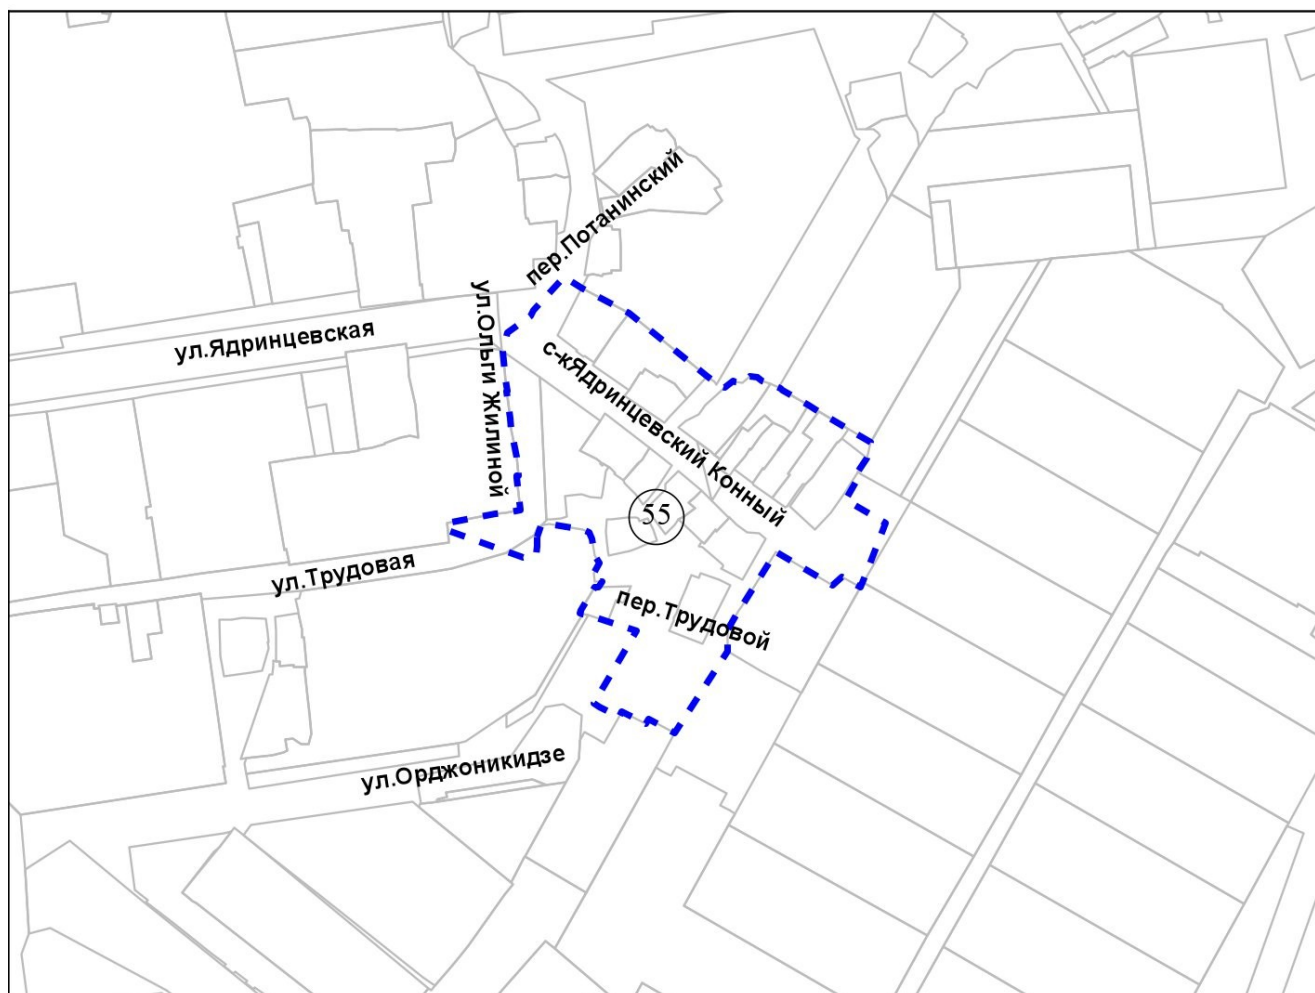 пер.Потанинский
ул.Ольги Жилиной
ул.Ядринцевская
с-кЯдринцевский Конный
55
ул.Трудовая
пер.Трудовой
ул.Орджоникидзе